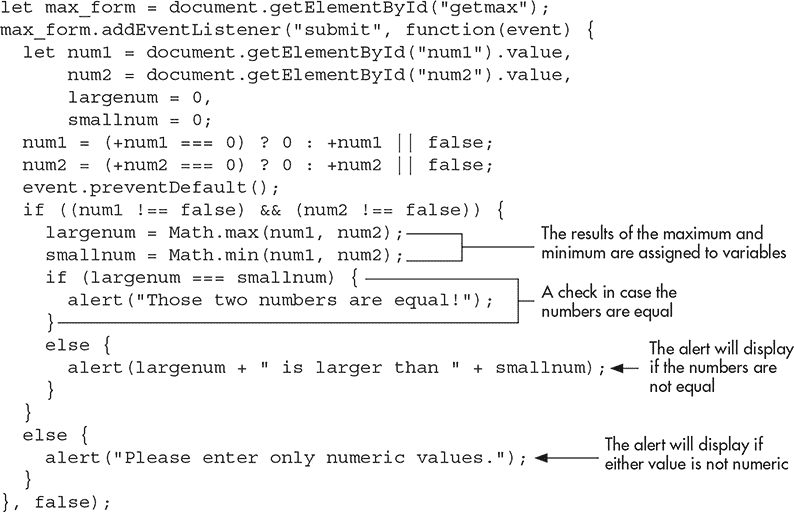 let max_form = document.getElementById("getmax");
max_form.addEventListener("submit", function(event) {
let num1 = document.getElementById("num1").value,
num2 = document.getElementById("num2").value,
largenum = 0,
smallnum = 0;
num1 = (+num1 === 0) ? 0 : +num1 || false;
num2 = (+num2 === 0) ? 0 : +num2 || false;
event.preventDefault();
if ((num1 !== false) && (num2 !== false)) {
largenum = Math.max(num1, num2);
smallnum = Math.min(num1, num2);
The results of the maximum and
minimum are assigned to variables
if (largenum === smallnum) {
alert("Those two numbers are equal!");
}
A check in case the
numbers are equal
else {
alert(largenum + " is larger than " + smallnum);
}
The alert will display
if the numbers are
not equal
}
else {
alert("Please enter only numeric values.");
The alert will display if
either value is not numeric
}
}, false);